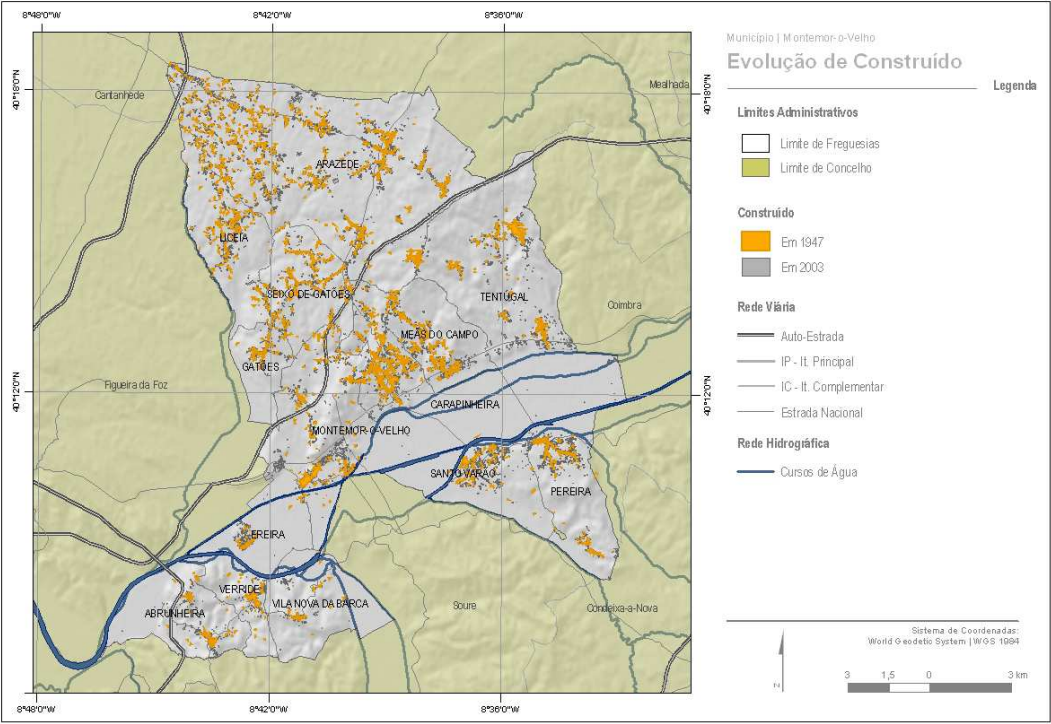 8°48'0"W
8°42'0"W
8°36'0"W
40°18'0"N
40°18'0"N
Cantanhede
Mealhada
ARAZEDE
LICEIA
SEIXO DE GATÕES
TENTUGAL
Coimbra
MEÃS DO CAMPO
GATÕES
Figueira da Foz
40°12'0"N
40°12'0"N
CARAPINHEIRA
MONTEMOR-O-VELHO
SANTO VARAO
PEREIRA
EREIRA
VERRIDE
VILA NOVA DA BARCA
ABRUNHEIRA
Soure
Condeixa-a-Nova
8°48'0"W
8°42'0"W
8°36'0"W
Município | Montemor-o-Velho
Evolução de Construído
Legenda
Limites Administrativos
Limite de Freguesias
Limite de Concelho
Construído
Em 1947
Em 2003
Rede Viária
Auto-Estrada
IP - It. Principal
IC - It. Complementar
Estrada Nacional
Rede Hidrográfica
Cursos de Água
Sistema de Coordenadas:
World Geodetic System | WGS 1984
N
3 1,5 0 3 km